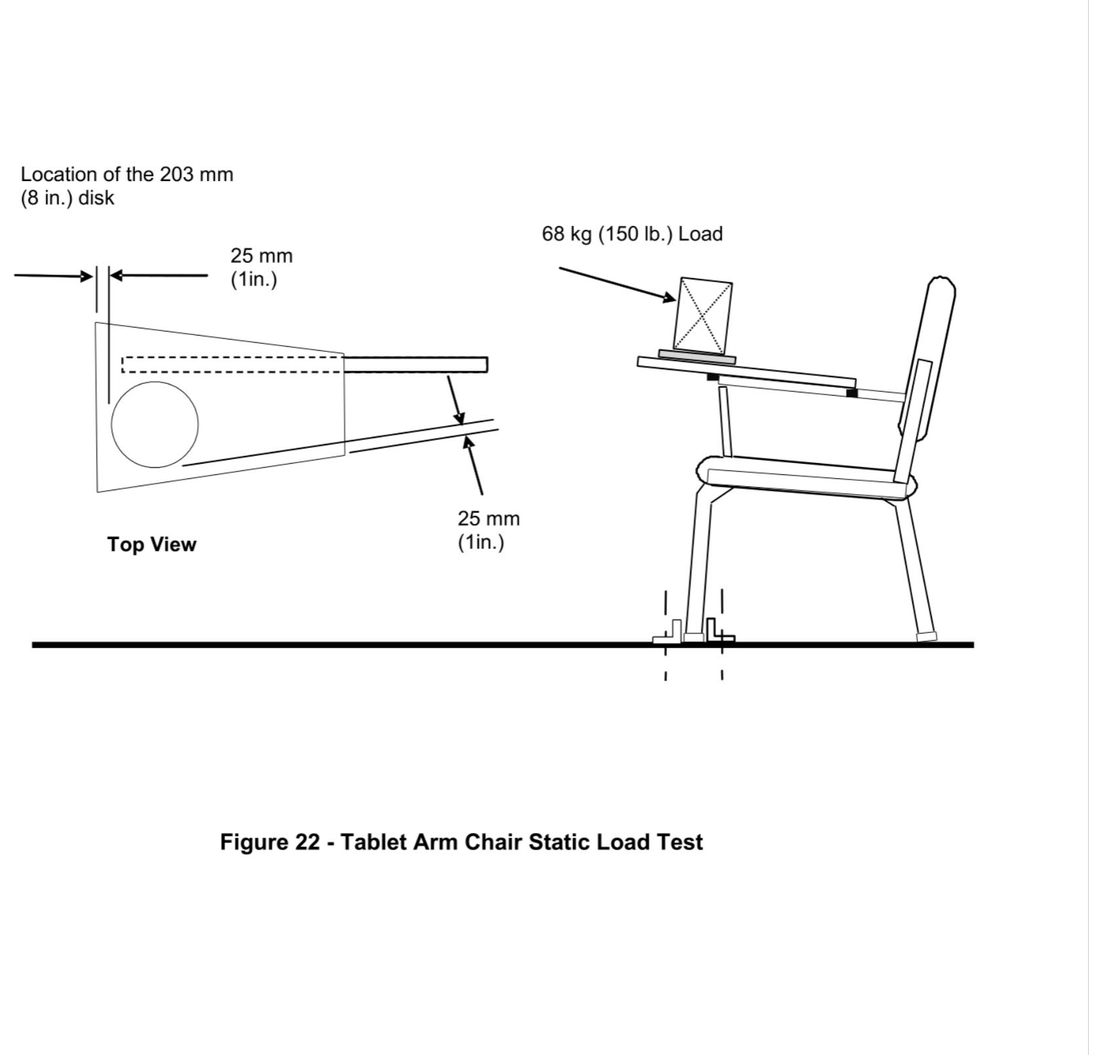 Location of the 203 mm
(8 in.) disk
68 kg (150 lb.) Load
25 mm
(1in.)
25 mm
(1in.)
Top View
Figure 22 - Tablet Arm Chair Static Load Test